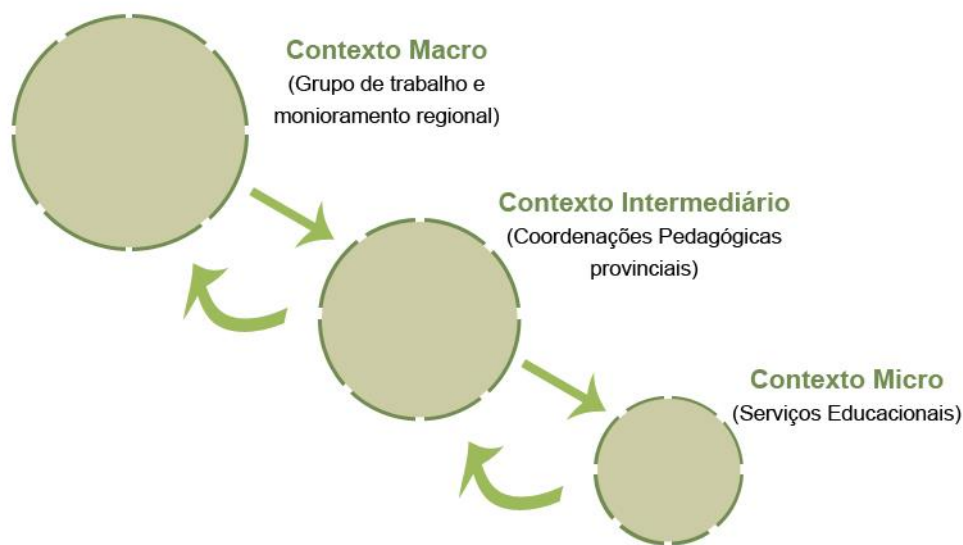 Contexto Macro
(Grupo de trabalho e
monioramento regional)
Contexto Intermediário
(Coordenações Pedagógicas
provinciais)
Contexto Micro
(Serviços Educacionais)